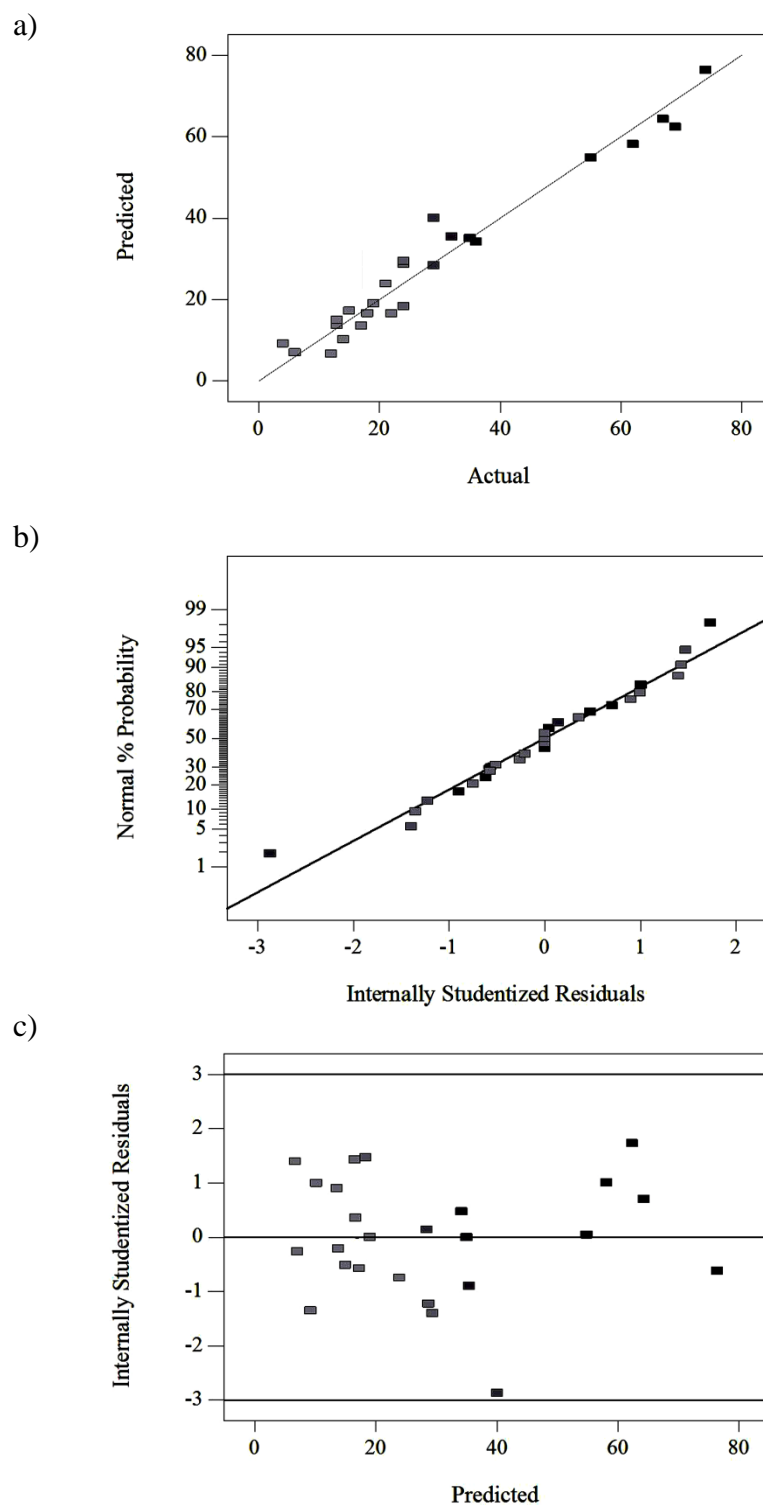 a)
80
60
40
20
0
Predicted
0 20 40 60 80
Actual
b)
99
95
90
80
70
50
30
20
10
5
1
Normal % Probability
-3 -2 -1 0 1 2
Internally Studentized Residuals
c)
3
2
1
0
-1
-2
-3
Internally Studentized Residuals
0 20 40 60 80
Predicted